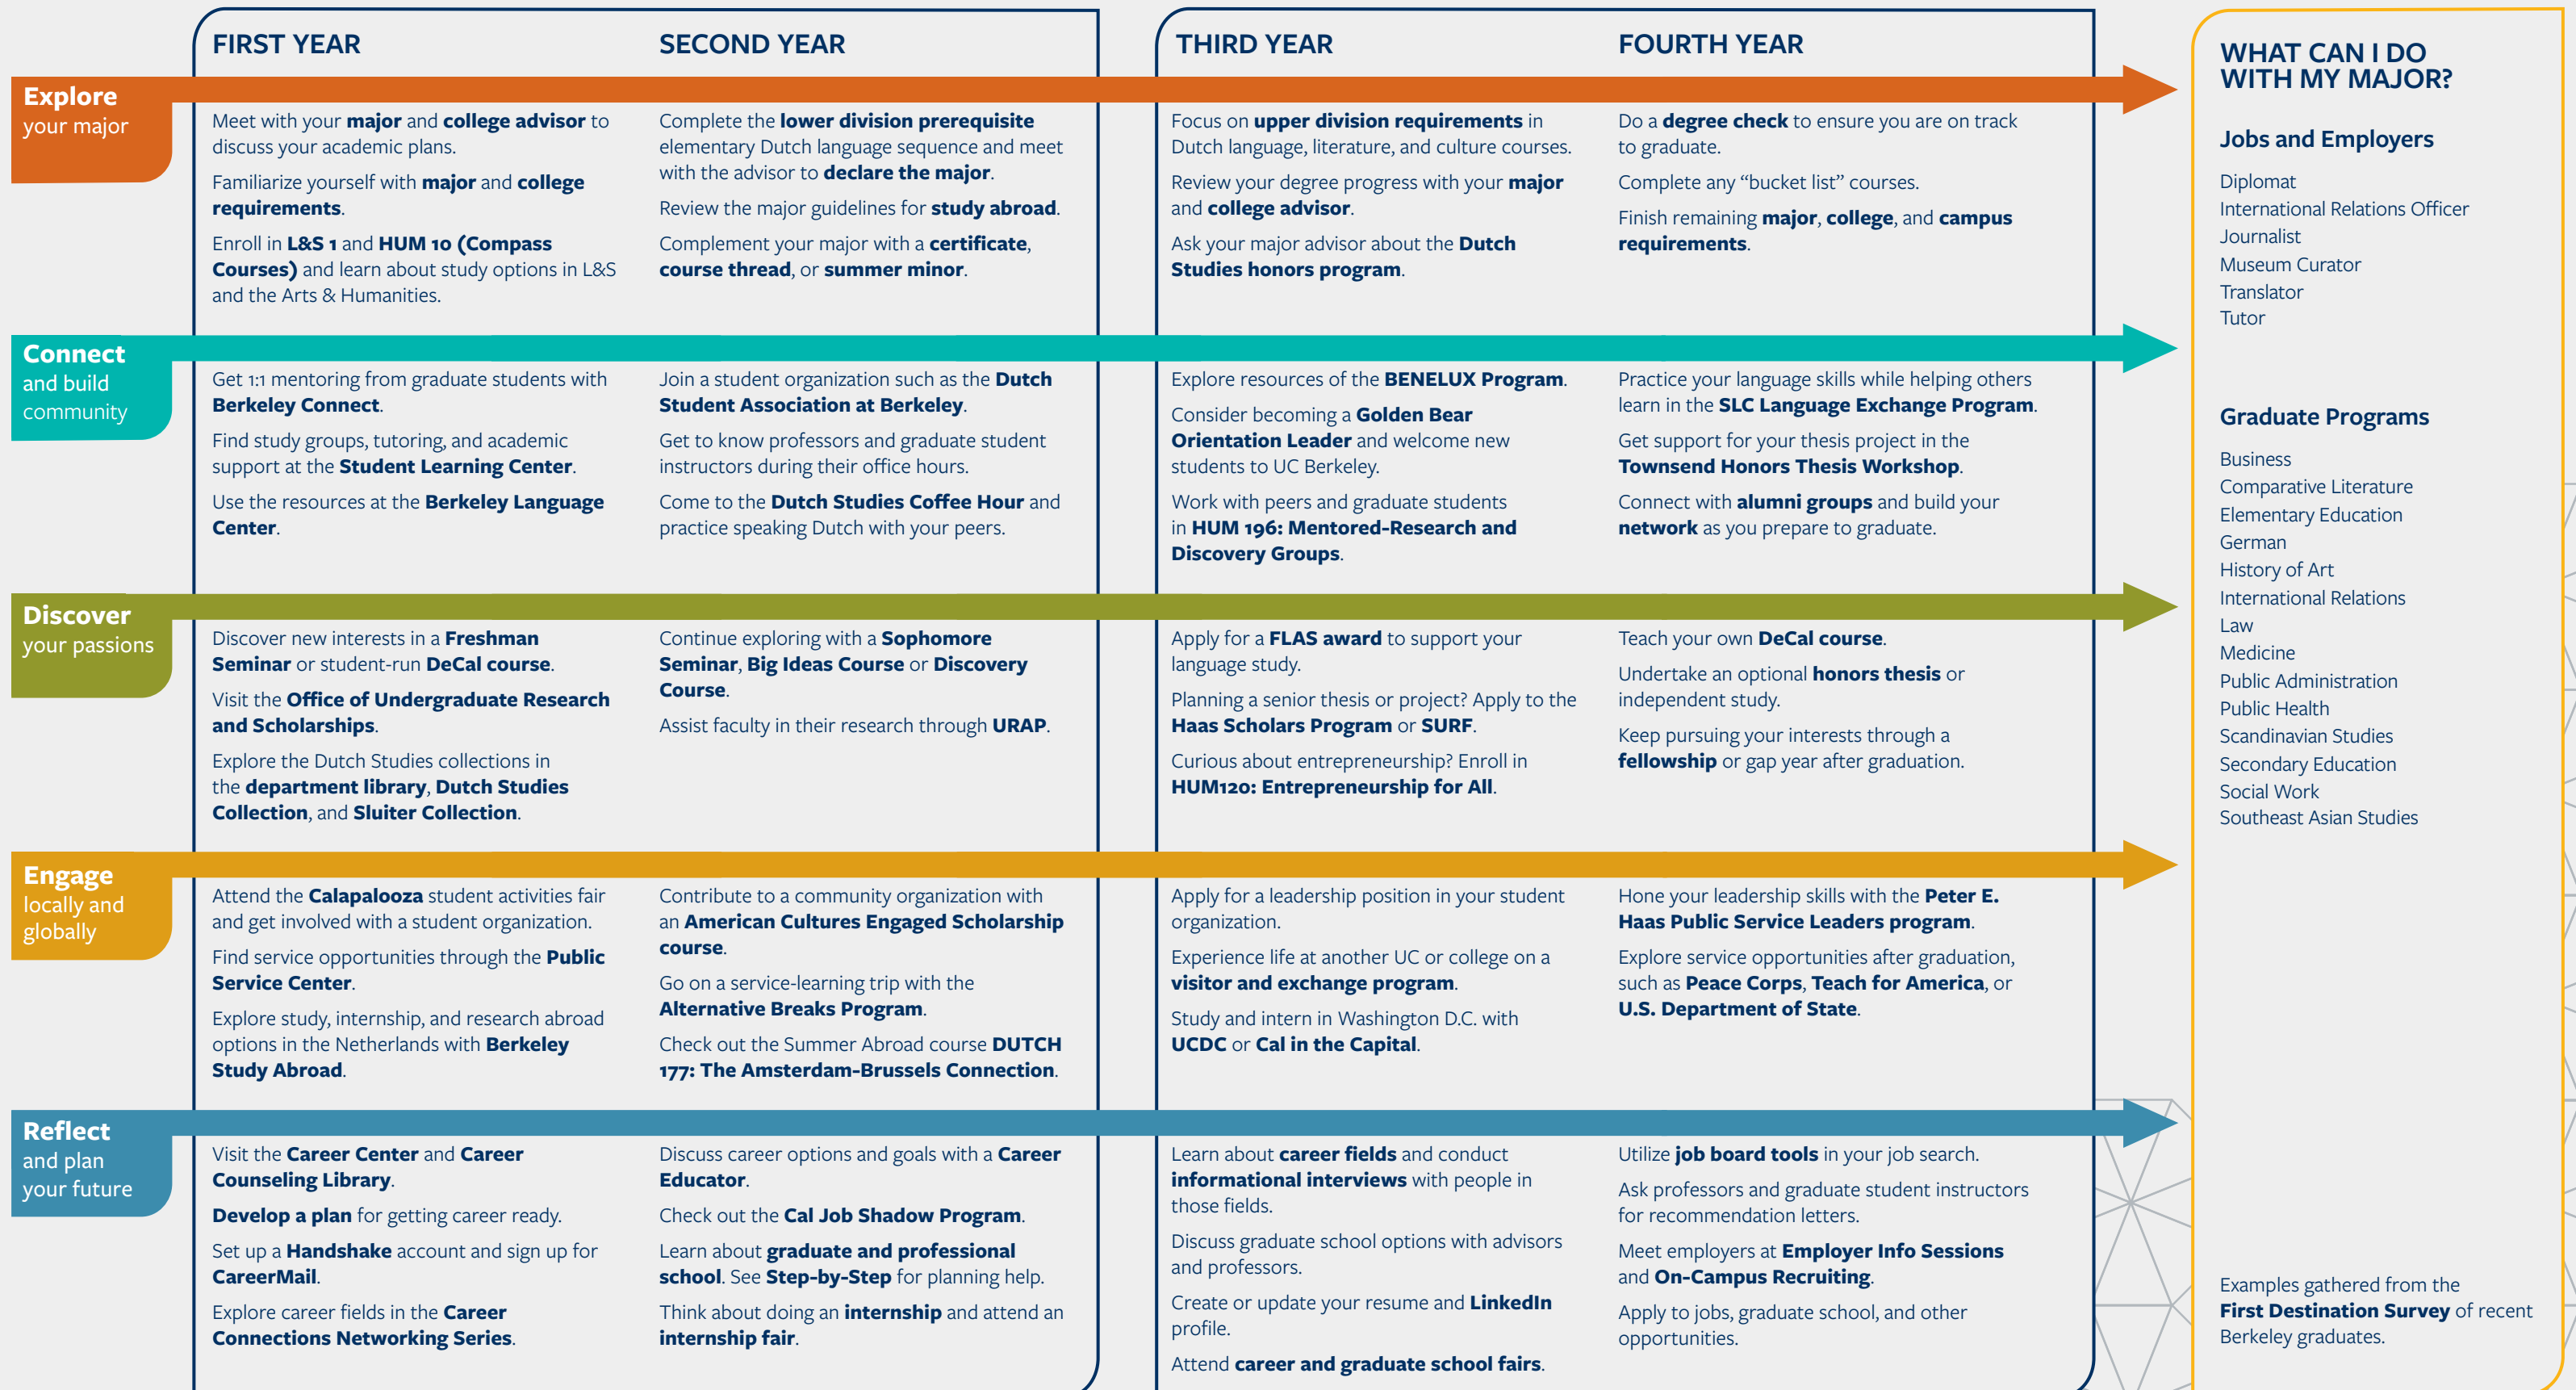 FIRST YEAR
SECOND YEAR
THIRD YEAR
FOURTH YEAR
Explore
your major
Meet with your major and college advisor to
discuss your academic plans.
Familiarize yourself with major and college
requirements.
Enroll in L&S 1 and HUM 10 (Compass
Courses) and learn about study options in L&S
and the Arts & Humanities.
Complete the lower division prerequisite
elementary Dutch language sequence and meet
with the advisor to declare the major.
Review the major guidelines for study abroad.
Complement your major with a certificate,
course thread, or summer minor.
Focus on upper division requirements in
Dutch language, literature, and culture courses.
Review your degree progress with your major
and college advisor.
Ask your major advisor about the Dutch
Studies honors program.
Do a degree check to ensure you are on track
to graduate.
Complete any “bucket list” courses.
Finish remaining major, college, and campus
requirements.
Connect
and build
community
Get 1:1 mentoring from graduate students with
Berkeley Connect.
Find study groups, tutoring, and academic
support at the Student Learning Center.
Use the resources at the Berkeley Language
Center.
Join a student organization such as the Dutch
Student Association at Berkeley.
Get to know professors and graduate student
instructors during their office hours.
Come to the Dutch Studies Coffee Hour and
practice speaking Dutch with your peers.
Explore resources of the BENELUX Program.
Consider becoming a Golden Bear
Orientation Leader and welcome new
students to UC Berkeley.
Work with peers and graduate students
in HUM 196: Mentored-Research and
Discovery Groups.
Practice your language skills while helping others
learn in the SLC Language Exchange Program.
Get support for your thesis project in the
Townsend Honors Thesis Workshop.
Connect with alumni groups and build your
network as you prepare to graduate.
Discover
your passions
Discover new interests in a Freshman
Seminar or student-run DeCal course.
Visit the Office of Undergraduate Research
and Scholarships.
Explore the Dutch Studies collections in
the department library, Dutch Studies
Collection, and Sluiter Collection.
Continue exploring with a Sophomore
Seminar, Big Ideas Course or Discovery
Course.
Assist faculty in their research through URAP.
Apply for a FLAS award to support your
language study.
Planning a senior thesis or project? Apply to the
Haas Scholars Program or SURF.
Curious about entrepreneurship? Enroll in
HUM120: Entrepreneurship for All.
Teach your own DeCal course.
Undertake an optional honors thesis or
independent study.
Keep pursuing your interests through a
fellowship or gap year after graduation.
Engage
locally and
globally
Attend the Calapalooza student activities fair
and get involved with a student organization.
Find service opportunities through the Public
Service Center.
Explore study, internship, and research abroad
options in the Netherlands with Berkeley
Study Abroad.
Contribute to a community organization with
an American Cultures Engaged Scholarship
course.
Go on a service-learning trip with the
Alternative Breaks Program.
Check out the Summer Abroad course DUTCH
177: The Amsterdam-Brussels Connection.
Apply for a leadership position in your student
organization.
Experience life at another UC or college on a
visitor and exchange program.
Study and intern in Washington D.C. with
UCDC or Cal in the Capital.
Hone your leadership skills with the Peter E.
Haas Public Service Leaders program.
Explore service opportunities after graduation,
such as Peace Corps, Teach for America, or
U.S. Department of State.
Reflect
and plan
your future
Visit the Career Center and Career
Counseling Library.
Develop a plan for getting career ready.
Set up a Handshake account and sign up for
CareerMail.
Explore career fields in the Career
Connections Networking Series.
Discuss career options and goals with a Career
Educator.
Check out the Cal Job Shadow Program.
Learn about graduate and professional
school. See Step-by-Step for planning help.
Think about doing an internship and attend an
internship fair.
Learn about career fields and conduct
informational interviews with people in
those fields.
Discuss graduate school options with advisors
and professors.
Create or update your resume and LinkedIn
profile.
Attend career and graduate school fairs.
Utilize job board tools in your job search.
Ask professors and graduate student instructors
for recommendation letters.
Meet employers at Employer Info Sessions
and On-Campus Recruiting.
Apply to jobs, graduate school, and other
opportunities.
WHAT CAN I DO
WITH MY MAJOR?
Jobs and Employers
Diplomat
International Relations Officer
Journalist
Museum Curator
Translator
Tutor
Graduate Programs
Business
Comparative Literature
Elementary Education
German
History of Art
International Relations
Law
Medicine
Public Administration
Public Health
Scandinavian Studies
Secondary Education
Social Work
Southeast Asian Studies
Examples gathered from the
First Destination Survey of recent
Berkeley graduates.